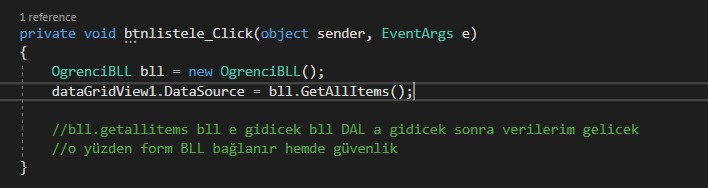 1 reference
private void btnlistele_Click(object sender, EventArgs e)
{
OgrenciBLL bll = new OgrenciBLL();
dataGridView1.DataSource = bll.GetAllItems();
//bll.getallitems bll e gidicek bll DAL a gidicek sonra verilerim gelicek
//o yüzden form BLL bağlanır hemde güvenlik
}